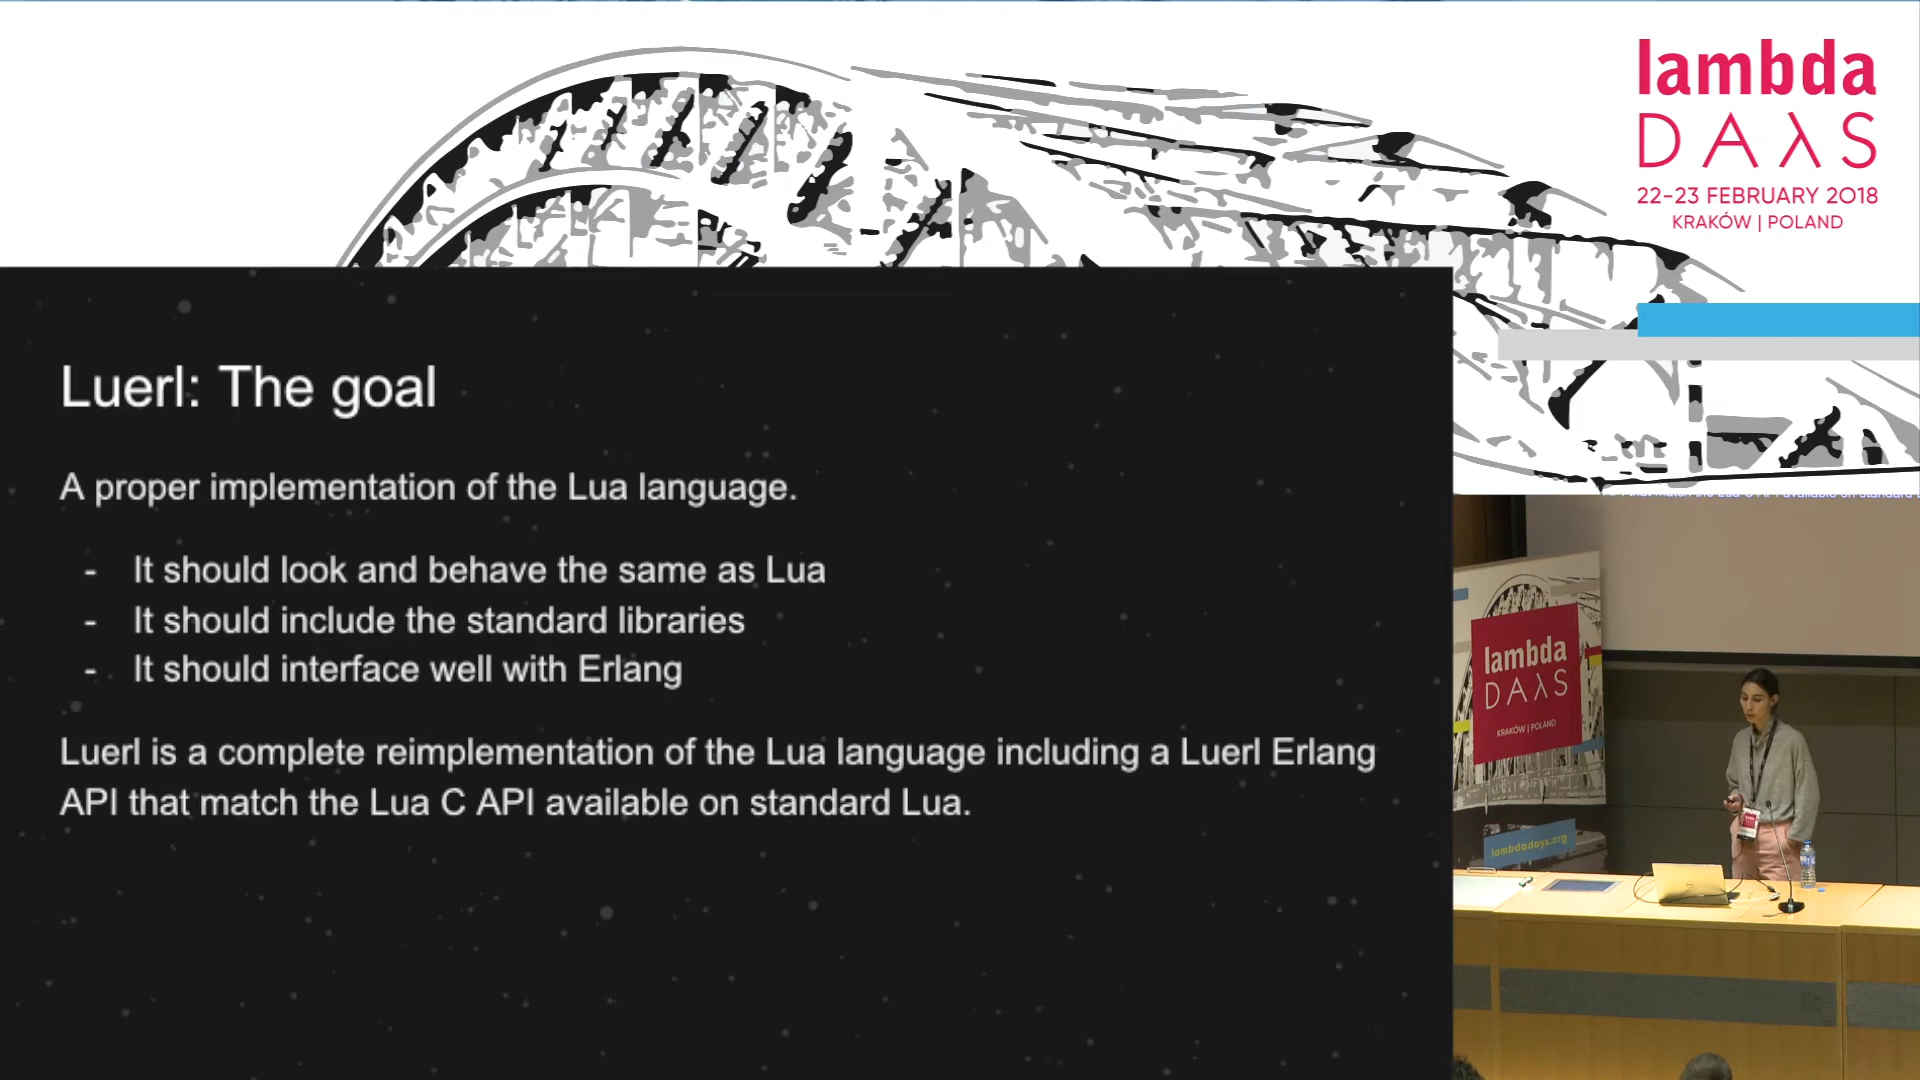 lambda
DAλS
22-23 FEBRUARY 2018
KRAKÓW | POLAND
Luerl: The goal
A proper implementation of the Lua language.
- It should look and behave the same as Lua
- It should include the standard libraries
- It should interface well with Erlang
Luerl is a complete reimplementation of the Lua language including a Luerl Erlang
API that match the Lua C API available on standard Lua.
lambda
DAλS
KRAKÓW | POLAND
lambdadays.org